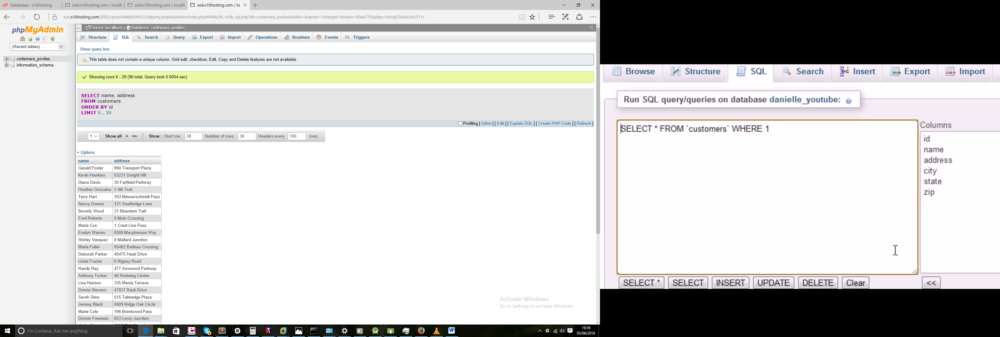 Databases - x10Hosting
xo6.x10hosting.com / localh
xo6.x10hosting.com / localh
xo6.x10hosting.com / lo
xo6.x10hosting.com:2083/cpsess9446659933/3rdparty/phpMyAdmin/index.php#PMAURL-6:db_sql.php?db=codemara_povilas&table=&server=1&target=&token=60ae7763a8acc1decab25a9ec9e2371c
phpMyAdmin
(Recent tables) ...
codemara_povilas
information_schema
Server: localhost » Database: codemara_povilas
Structure SQL Search Query Export Import Operations Routines Events Triggers
Show query box
This table does not contain a unique column. Grid edit, checkbox, Edit, Copy and Delete features are not available.
Showing rows 0 - 29 (96 total, Query took 0.0004 sec)
SELECT name, address
FROM customers
ORDER BY id
LIMIT 0 , 30
Profiling [ Inline ] [ Edit ] [ Explain SQL ] [ Create PHP Code ] [ Refresh ]
1 Show all > >> Show : Start row: 30 Number of rows: 30 Headers every 100 rows
+ Options
name address
Gerald Foster 994 Transport Plaza
Kevin Hawkins 03231 Dwight Hill
Diana Davis 35 Fairfield Parkway
Heather Gonzalez 1 4th Trail
Terry Hart 353 Messerschmidt Pass
Nancy Gomez 121 Southridge Lane
Beverly Wood 21 Bluestem Trail
Fred Roberts 9 Main Crossing
Maria Cox 1 Crest Line Pass
Evelyn Warren 8589 Macpherson Way
Shirley Vasquez 0 Mallard Junction
Maria Fuller 05402 Badeau Crossing
Deborah Parker 45475 Hauk Drive
Linda Frazier 6 Rigney Road
Randy Ray 477 Arrowood Parkway
Anthony Tucker 46 Redwing Center
Lisa Hanson 335 Mesta Terrace
Donna Stevens 47837 Rusk Drive
Sarah Sims 515 Talmadge Plaza
Jeremy Black 8409 Ridge Oak Circle
Marie Cole 196 Brentwood Pass
Dennis Freeman 603 Leroy Junction
Activate Windows
Go to Settings to activate Windows.
I'm Cortana. Ask me anything.
19:39
05/06/2016
Browse Structure SQL Search Insert Export Import
Run SQL query/queries on database danielle_youtube:
SELECT * FROM `customers` WHERE 1
Columns
id
name
address
city
state
zip
SELECT * SELECT INSERT UPDATE DELETE Clear <<